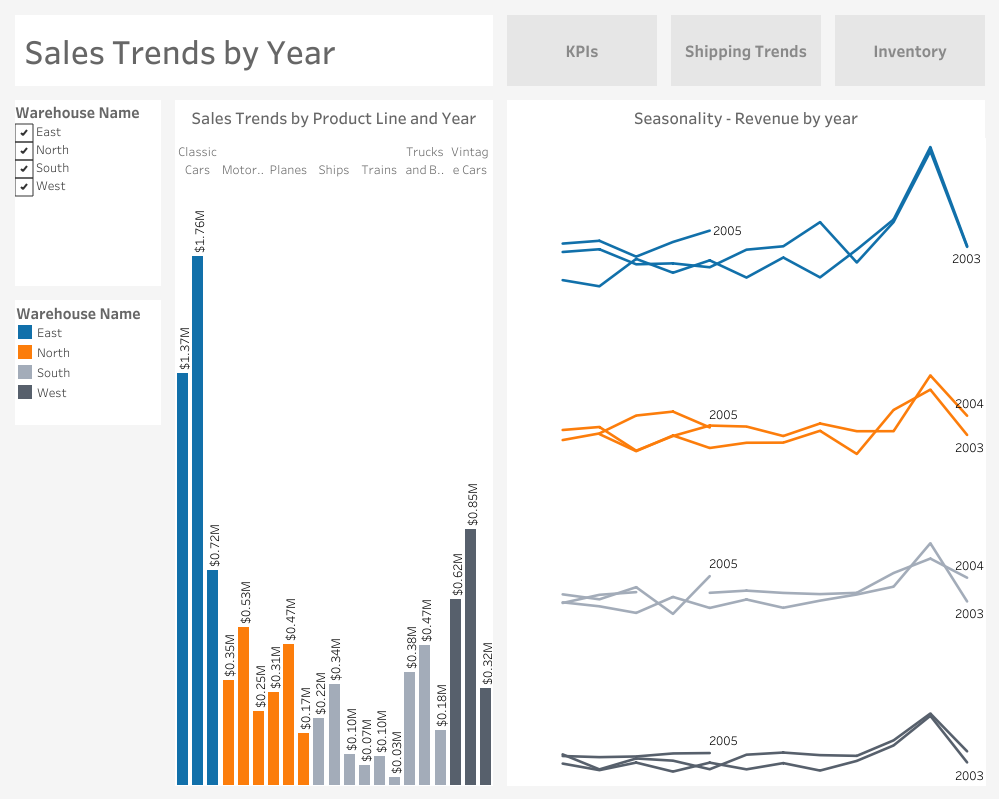 Sales Trends by Year
KPIs
Shipping Trends
Inventory
Warehouse Name
East
North
South
West
Warehouse Name
East
North
South
West
Sales Trends by Product Line and Year
Classic
Cars
Motor..
Planes
Ships
Trains
Trucks
and B..
Vintag
e Cars
$1.37M
$1.76M
$0.72M
$0.35M
$0.53M
$0.25M
$0.31M
$0.47M
$0.17M
$0.22M
$0.34M
$0.10M
$0.07M
$0.10M
$0.03M
$0.38M
$0.47M
$0.18M
$0.62M
$0.85M
$0.32M
Seasonality - Revenue by year
2005
2003
2005
2004
2003
2005
2004
2003
2005
2003